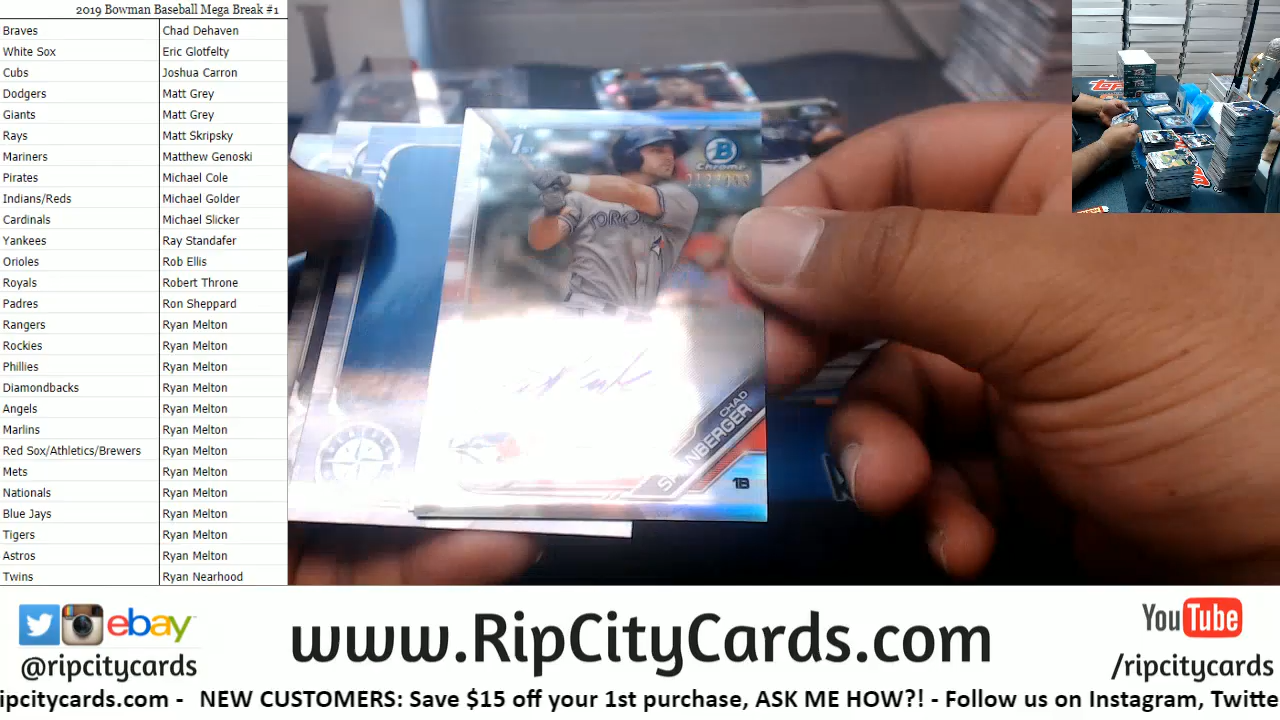 2019 Bowman Baseball Mega Break #1
Braves Chad Dehaven
White Sox Eric Glotfelty
Cubs Joshua Carron
Dodgers Matt Grey
Giants Matt Grey
Rays Matt Skripsky
Mariners Matthew Genoski
Pirates Michael Cole
Indians/Reds Michael Golder
Cardinals Michael Slicker
Yankees Ray Standafer
Orioles Rob Ellis
Royals Robert Throne
Padres Ron Sheppard
Rangers Ryan Melton
Rockies Ryan Melton
Phillies Ryan Melton
Diamondbacks Ryan Melton
Angels Ryan Melton
Marlins Ryan Melton
Red Sox/Athletics/Brewers Ryan Melton
Mets Ryan Melton
Nationals Ryan Melton
Blue Jays Ryan Melton
Tigers Ryan Melton
Astros Ryan Melton
Twins Ryan Nearhood
1ST
B
Chrome
TORO
CHAD
1B
ebay
@ripcitycards
www.RipCityCards.com
YouTube
/ripcitycards
ripcitycards.com - NEW CUSTOMERS: Save $15 off your 1st purchase, ASK ME HOW?! - Follow us on Instagram, Twitte